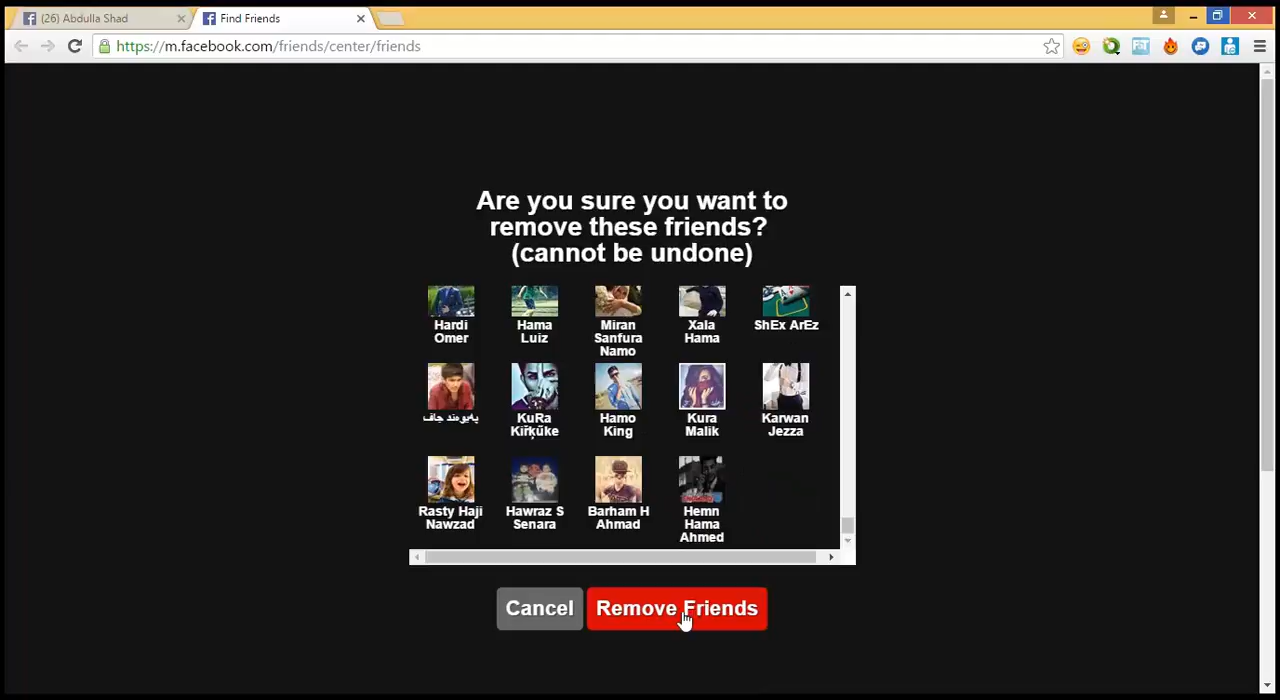 (26) Abdulla Shad
Find Friends
https://m.facebook.com/friends/center/friends
Are you sure you want to
remove these friends?
(cannot be undone)
Hardi
Omer
Hama
Luiz
Miran
Sanfura
Namo
Xala
Hama
ShEx ArEz
پەیوەند جاف
KuRa
Hamo
King
Kura
Malik
Karwan
Jezza
Rasty Haji
Nawzad
Hawraz S
Senara
Barham H
Ahmad
Hemn
Hama
Ahmed
Cancel
Remove Friends